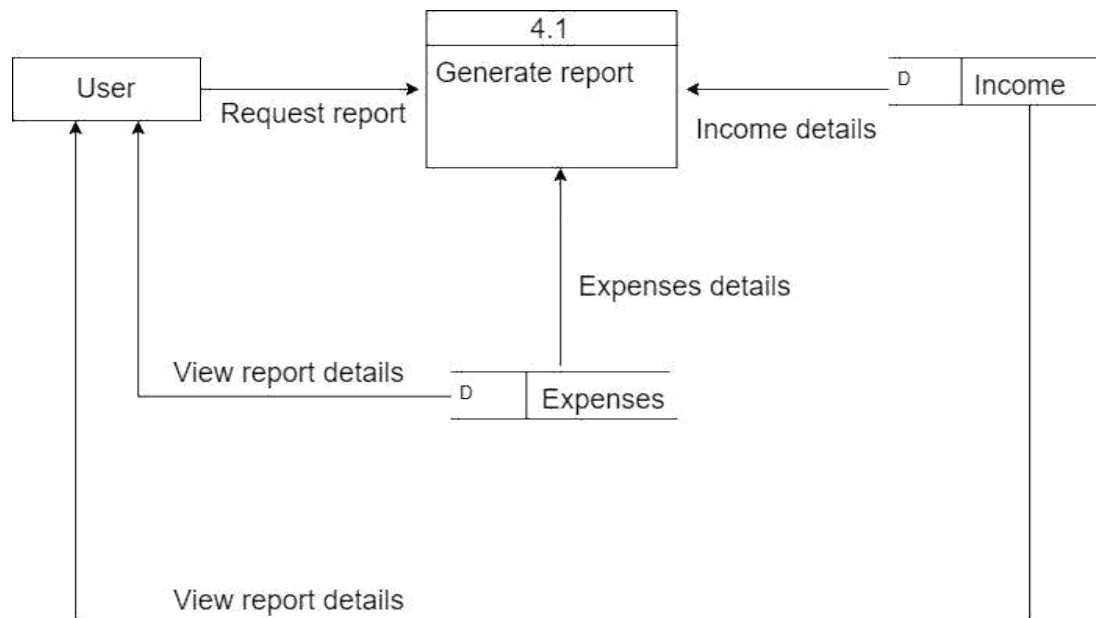 4.1
Generate report
User
Request report
D
Income
Income details
Expenses details
View report details
D
Expenses
View report details